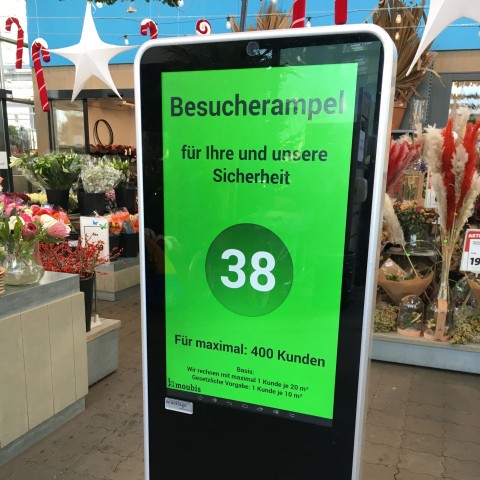 Besucherampel
für Ihre und unsere
Sicherheit
38
Für maximal: 400 Kunden
Basis:
Wir rechnen mit maximal 1 Kunde je 20 m²
Gesetzliche Vorgabe: 1 Kunde je 10 m²
moubis
19